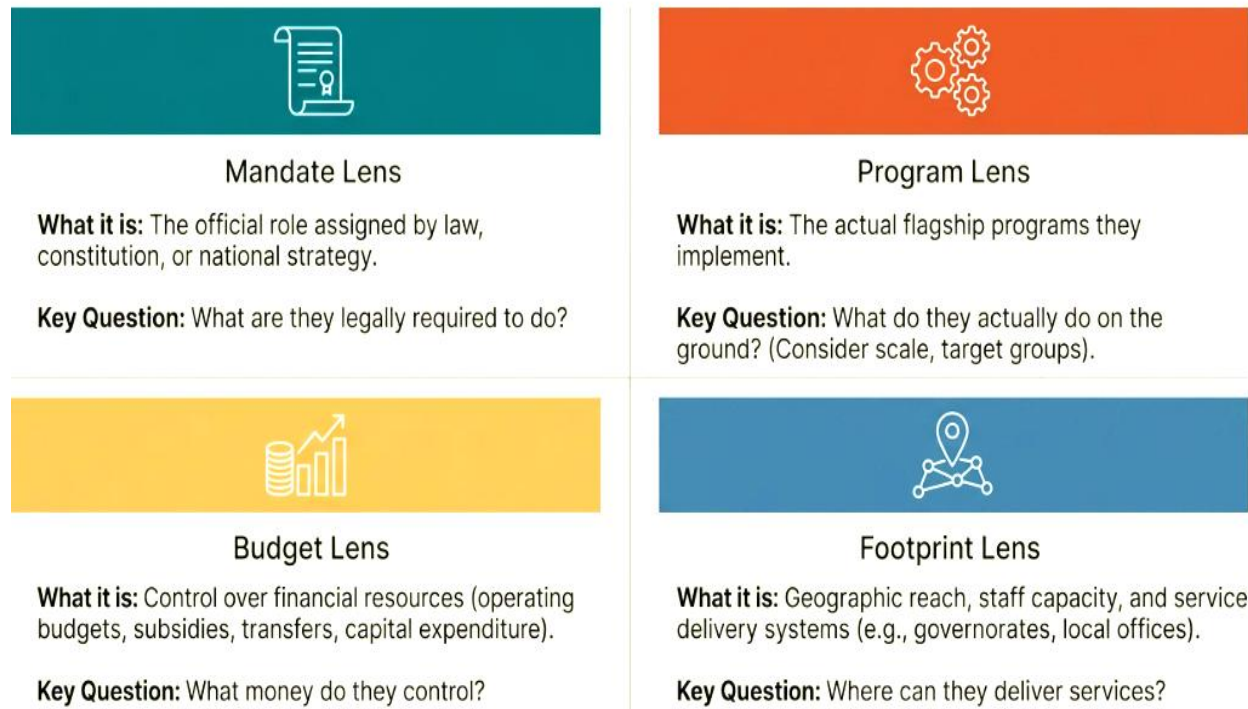 Mandate Lens
What it is: The official role assigned by law,
constitution, or national strategy.
Key Question: What are they legally required to do?
Program Lens
What it is: The actual flagship programs they
implement.
Key Question: What do they actually do on the
ground? (Consider scale, target groups).
Budget Lens
What it is: Control over financial resources (operating
budgets, subsidies, transfers, capital expenditure).
Key Question: What money do they control?
Footprint Lens
What it is: Geographic reach, staff capacity, and service
delivery systems (e.g., governorates, local offices).
Key Question: Where can they deliver services?